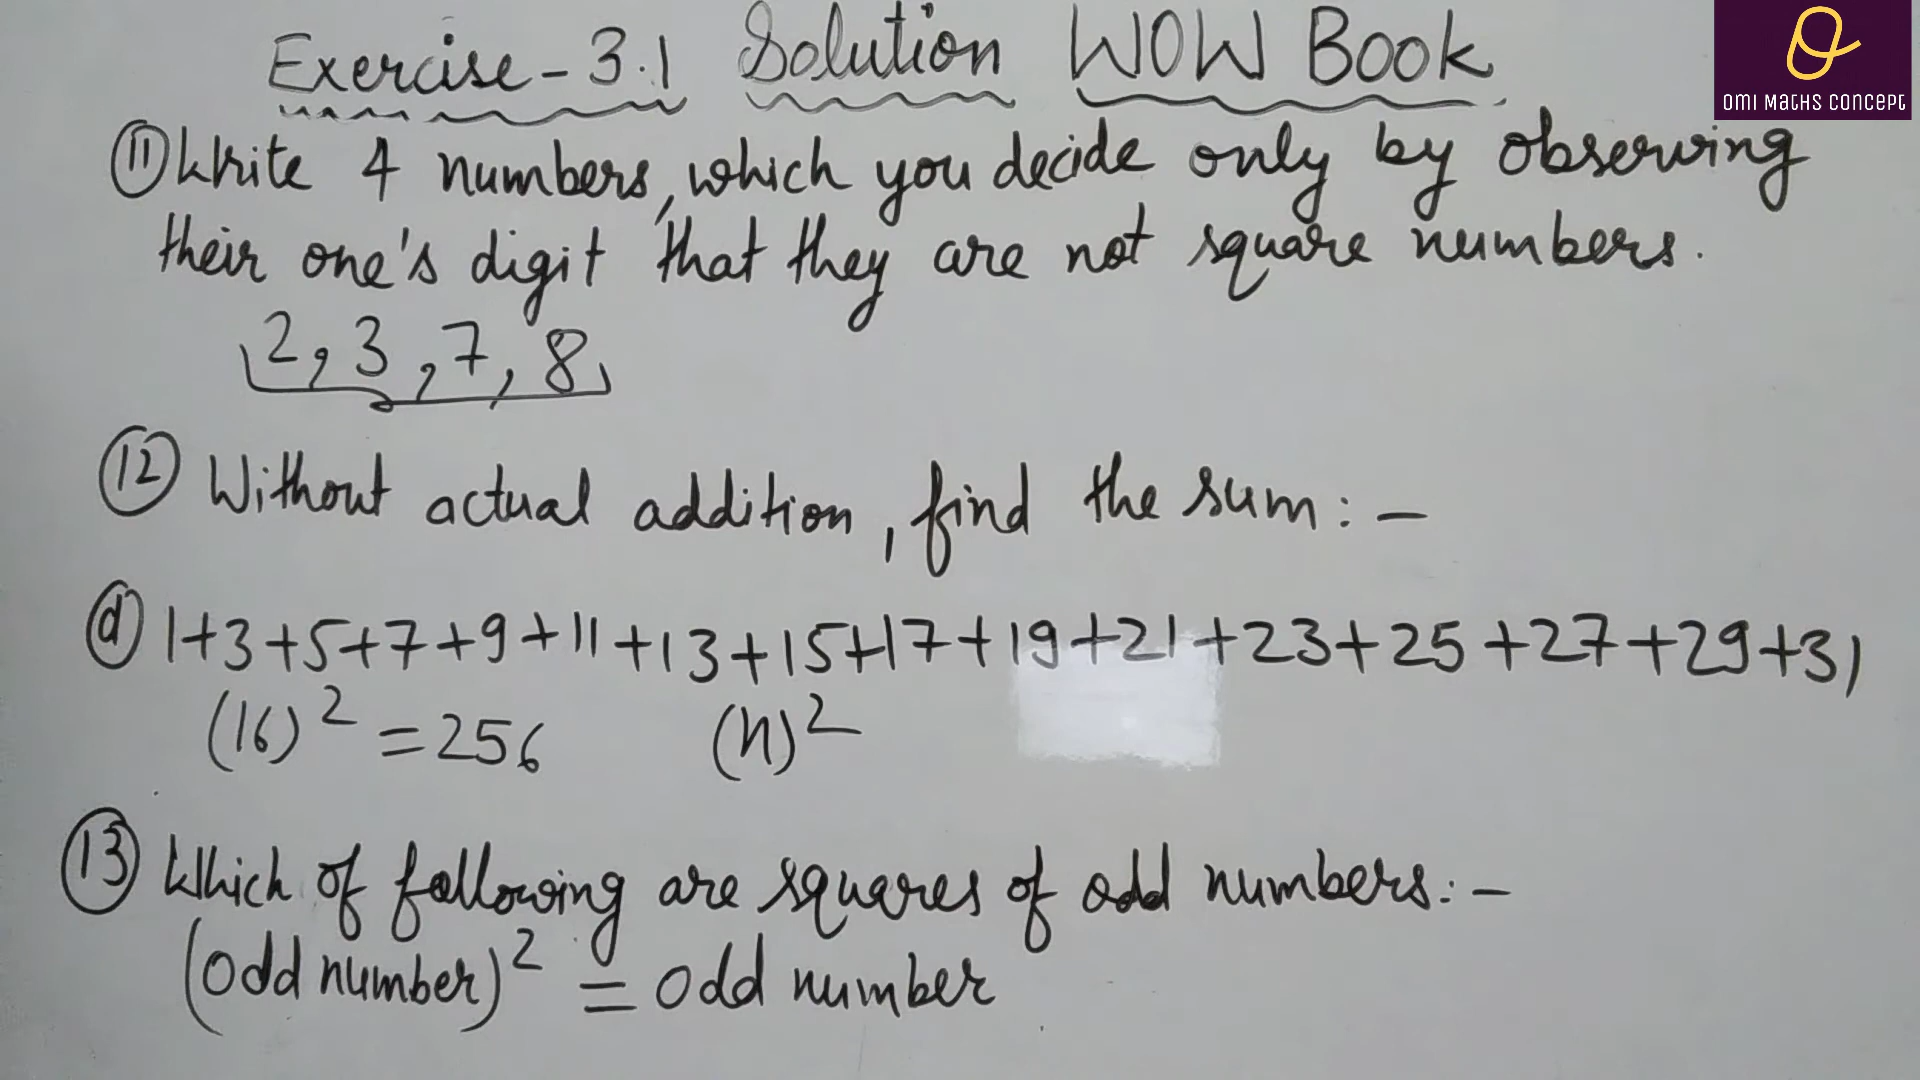 Exercise-3.1 Solution WOW Book
OMI MATHS CONCEPT
⑪ Write 4 numbers, which you decide only by observing
their one's digit that they are not square numbers.
2, 3, 7, 8
⑫ Without actual addition, find the sum:-
ⓓ 1+3+5+7+9+11+13+15+17+19+21+23+25+27+29+31
(16)² = 256 (n)²
⑬ Which of following are squares of odd numbers:-
(odd number)² = odd number